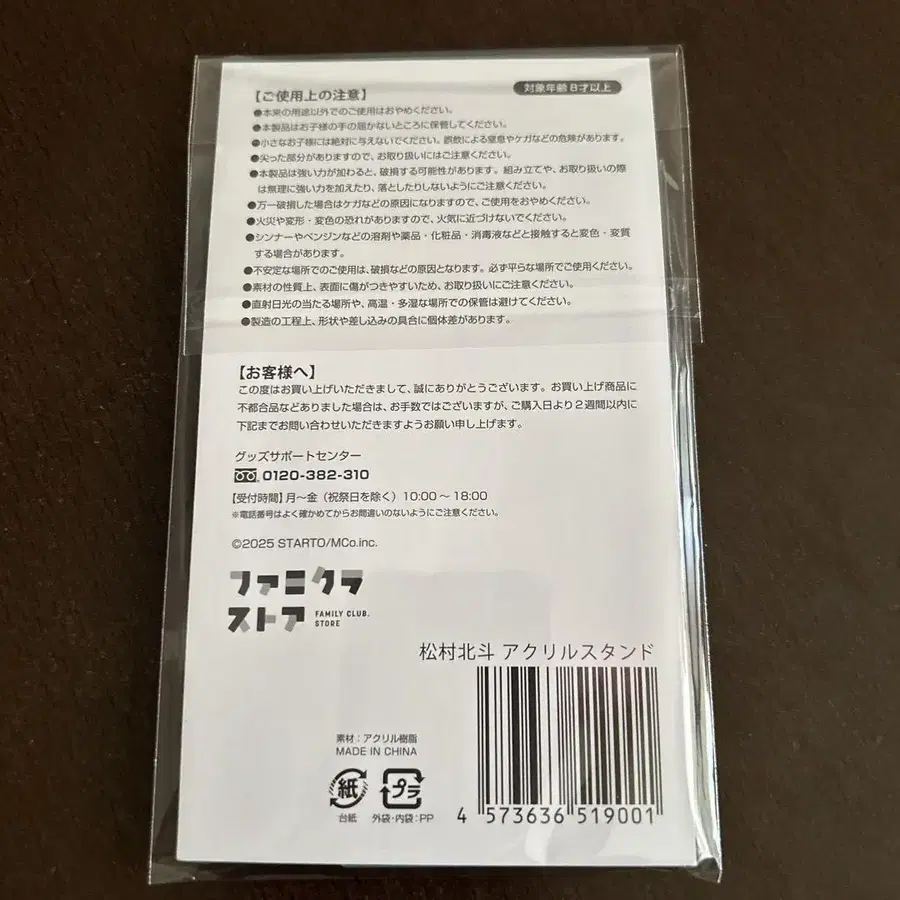 【ご使用上の注意】
対象年齢8才以上
●本来の用途以外でのご使用はおやめください。
●本製品はお子様の手の届かないところに保管してください。
●小さなお子様には絶対に与えないでください。誤飲による窒息やケガなどの危険があります。
●尖った部分がありますので、お取り扱いにはご注意ください。
●本製品は強い力が加わると、破損する可能性があります。組み立てや、お取り扱いの際
は無理に強い力を加えたり、落としたりしないようにご注意ください。
●万一破損した場合はケガなどの原因になりますので、ご使用をおやめください。
●火災や変形・変色の恐れがありますので、火気に近づけないでください。
●シンナーやベンジンなどの溶剤や薬品・化粧品・消毒液などと接触すると変色・変質
する場合があります。
●不安定な場所でのご使用は、破損などの原因となります。必ず平らな場所でご使用ください。
●素材の性質上、表面に傷がつきやすいため、お取り扱いにご注意ください。
●直射日光の当たる場所や、高温・多湿な場所での保管は避けてください。
●製造の工程上、形状や差し込みの具合に個体差があります。
【お客様へ】
この度はお買い上げいただきまして、誠にありがとうございます。お買い上げ商品に
不都合品などありました場合は、お手数ではございますが、ご購入日より2週間以内に
下記までお問い合わせいただきますようお願い申し上げます。
グッズサポートセンター
0120-382-310
【受付時間】月〜金（祝祭日を除く）10:00〜18:00
※電話番号はよく確かめてからお間違いのないようにご注意ください。
©2025 STARTO/MCo.inc.
ファミクラ
ストア
FAMILY CLUB.
STORE
松村北斗 アクリルスタンド
素材：アクリル樹脂
MADE IN CHINA
紙
プラ
台紙
外袋・内袋：PP
4 573636 519001